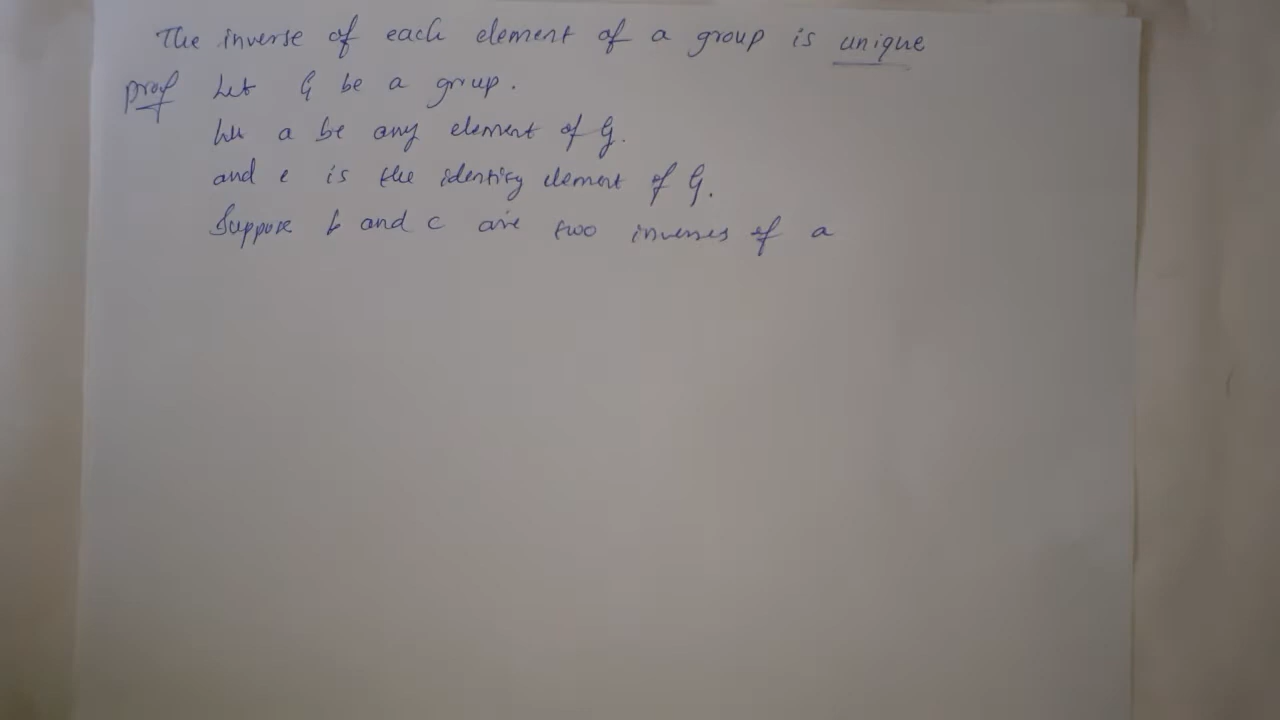 The inverse of each element of a group is unique
proof Let G be a group.
Let a be any element of G.
and e is the identity element of G.
Suppose b and c are two inverses of a